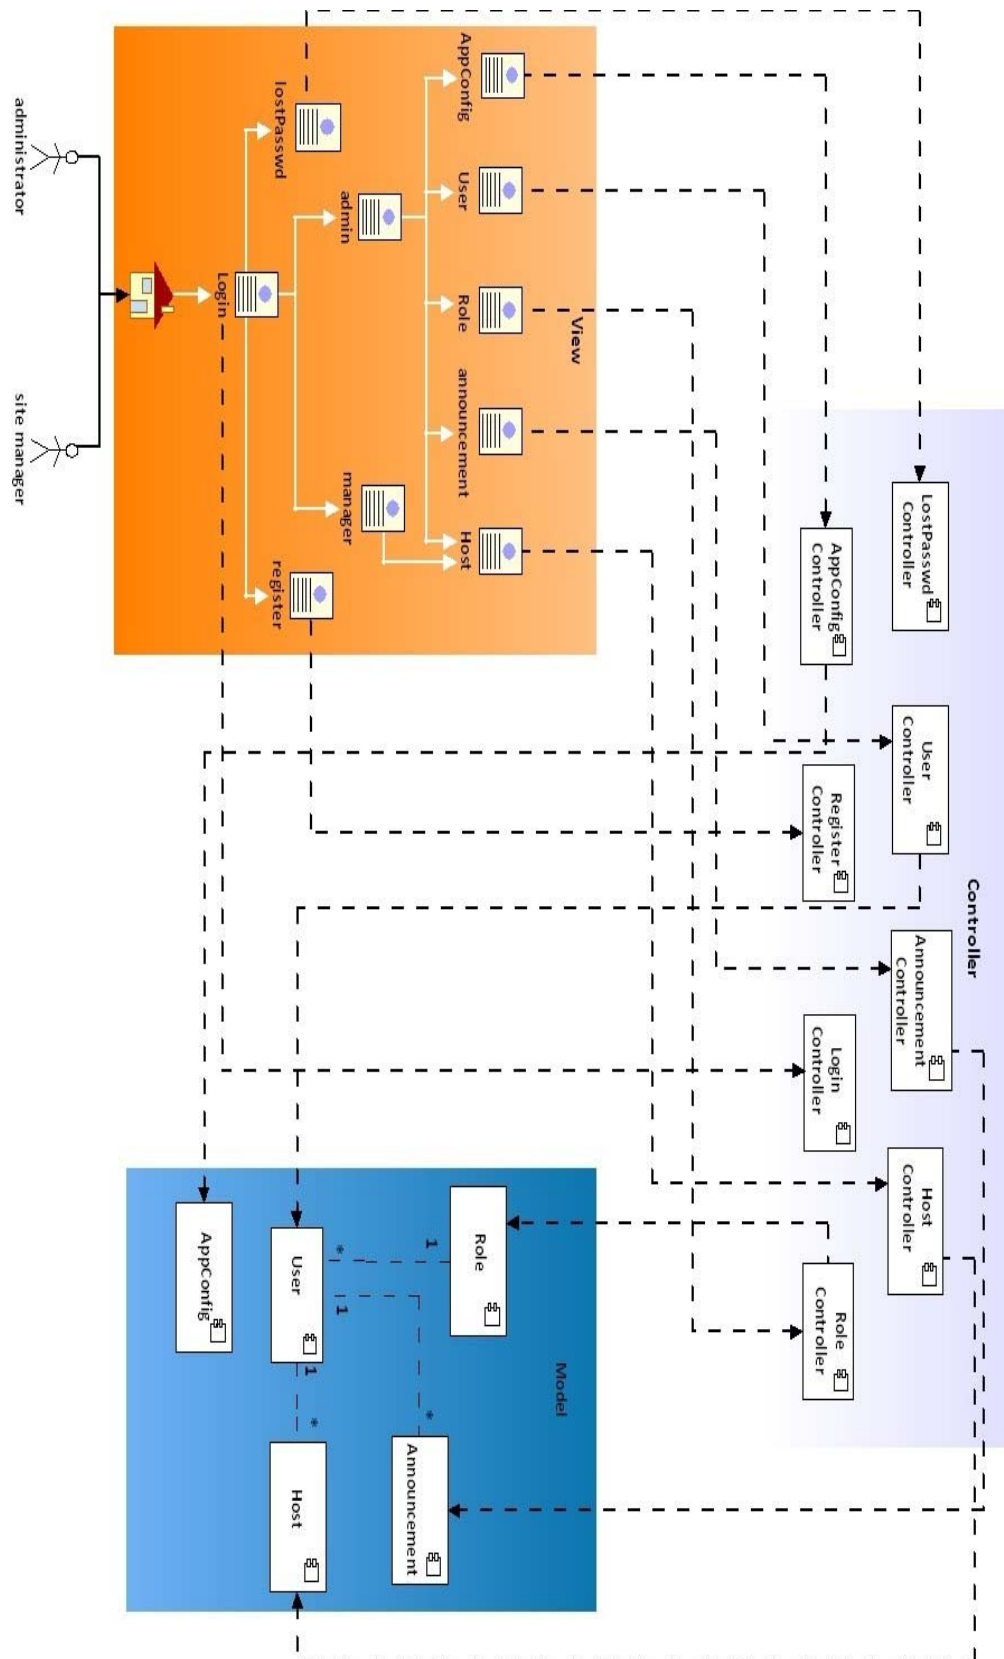 Controller
LostPasswd
Controller
User
Controller
Announcement
Controller
Host
Controller
AppConfig
Controller
Register
Controller
Login
Controller
Role
Controller
View
AppConfig
User
Role
announcement
Host
admin
manager
lostPasswd
register
Login
administrator
site manager
Model
Role
1
*
1
*
Announcement
User
1
*
Host
AppConfig